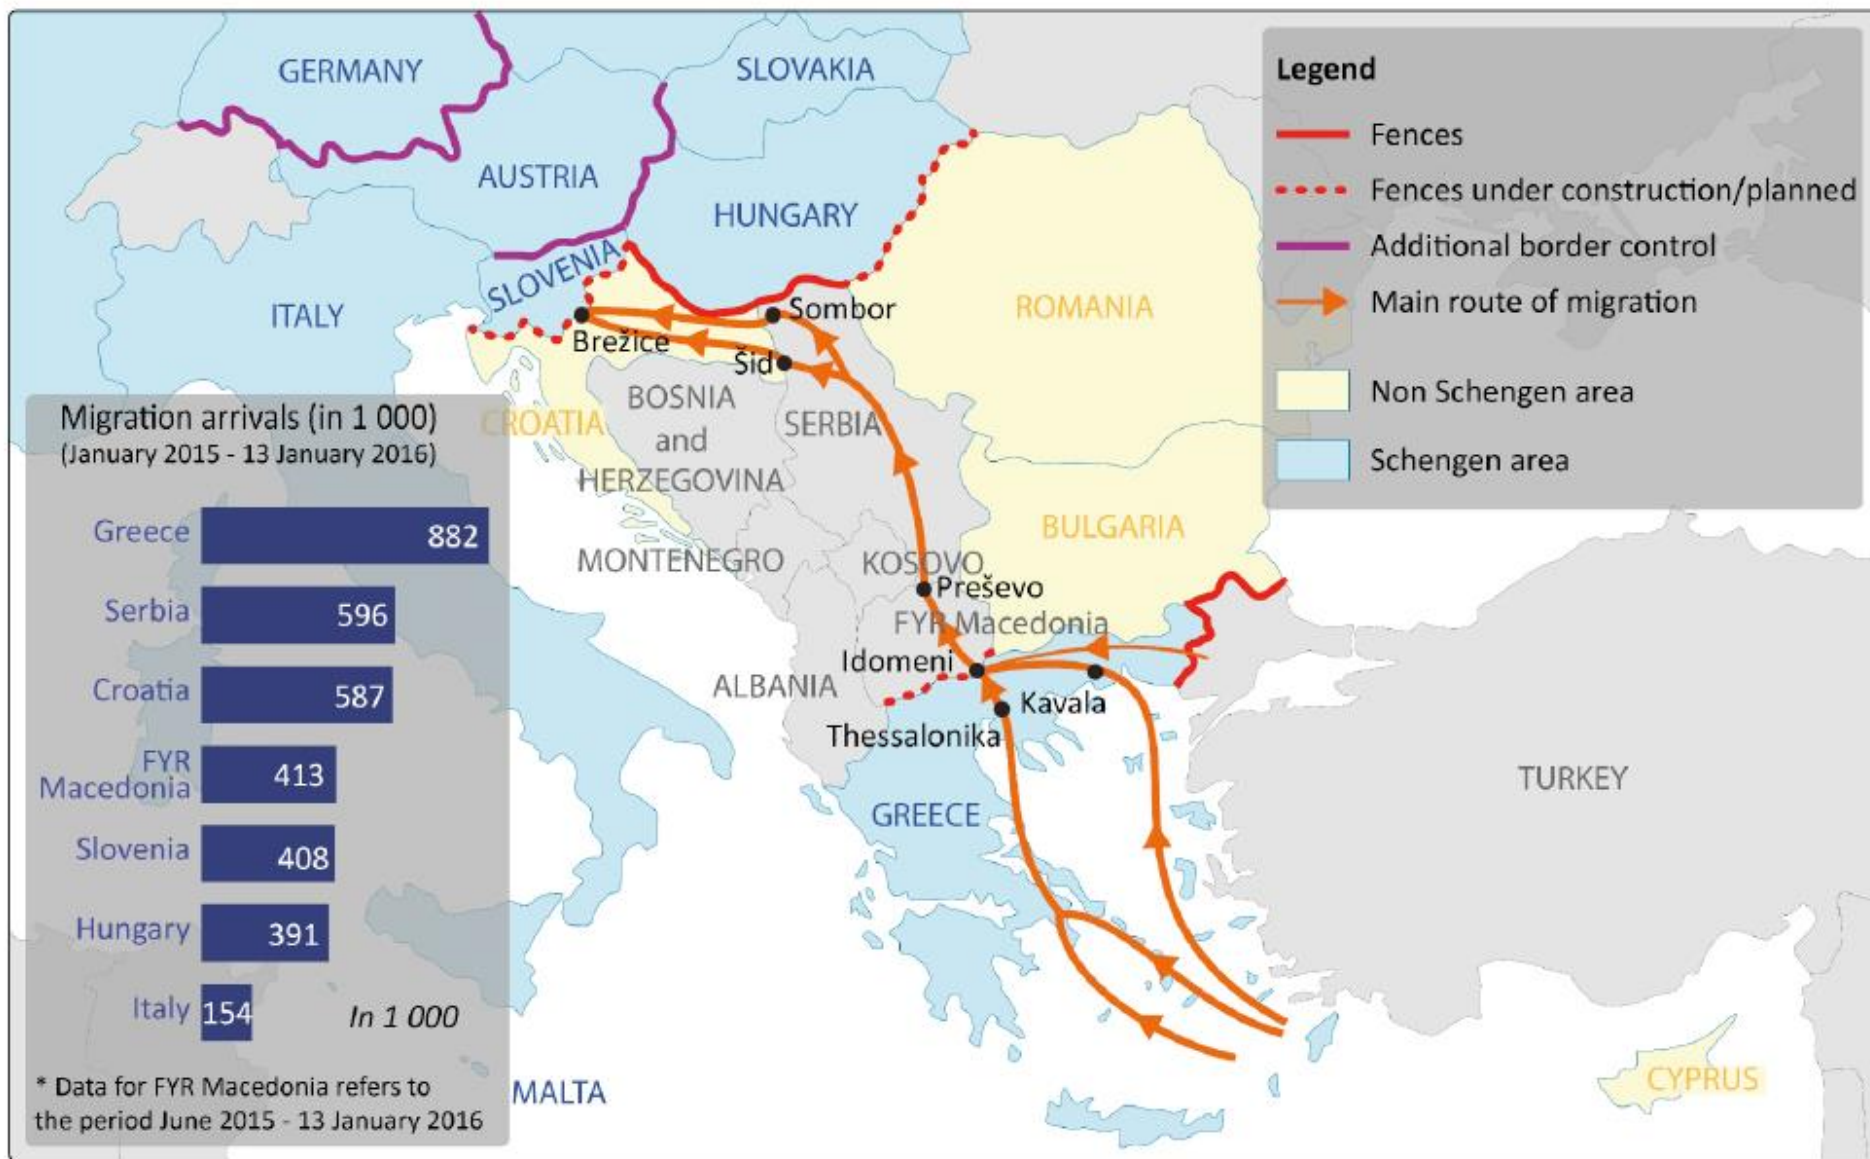 GERMANY
SLOVAKIA
AUSTRIA
HUNGARY
SLOVENIA
ITALY
ROMANIA
Sombor
Brežice
Šid
BOSNIA
and
HERZEGOVINA
CROATIA
SERBIA
BULGARIA
MONTENEGRO
KOSOVO
Preševo
FYR Macedonia
Idomeni
ALBANIA
Kavala
Thessalonika
GREECE
TURKEY
MALTA
CYPRUS
Legend
Fences
Fences under construction/planned
Additional border control
Main route of migration
Non Schengen area
Schengen area
Migration arrivals (in 1 000)
(January 2015 - 13 January 2016)
Greece 882
Serbia 596
Croatia 587
FYR
Macedonia 413
Slovenia 408
Hungary 391
Italy 154
In 1 000
* Data for FYR Macedonia refers to
the period June 2015 - 13 January 2016